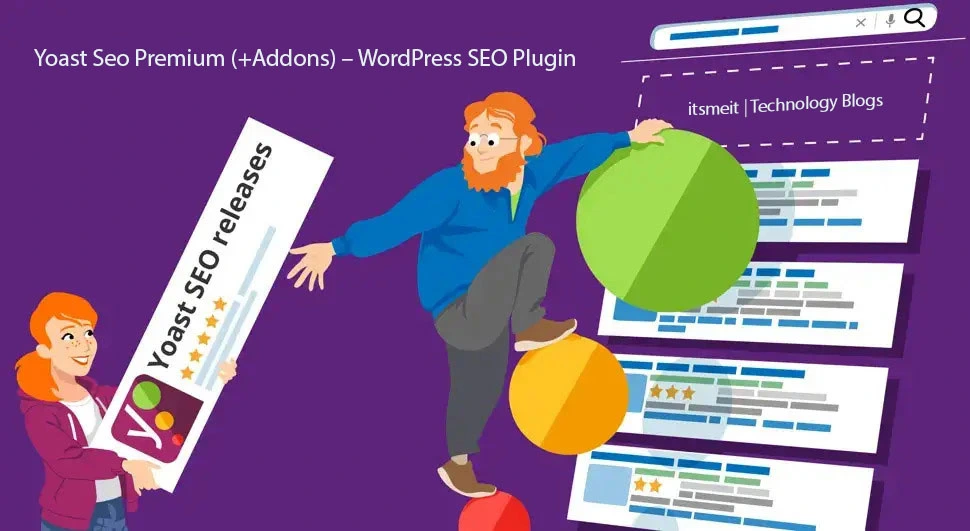 Yoast Seo Premium (+Addons) – WordPress SEO Plugin
itsmeit | Technology Blogs
Yoast SEO releases
y